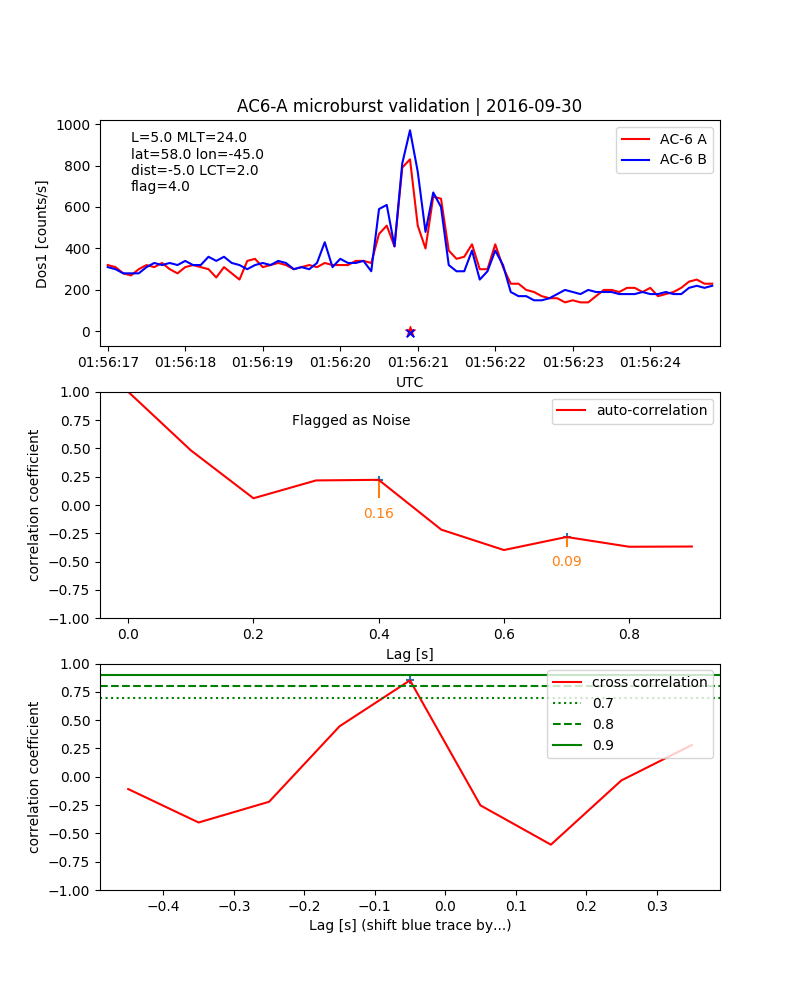 AC6-A microburst validation | 2016-09-30
1000
800
600
400
200
0
Dos1 [counts/s]
L=5.0 MLT=24.0
lat=58.0 lon=-45.0
dist=-5.0 LCT=2.0
flag=4.0
AC-6 A
AC-6 B
01:56:17 01:56:18 01:56:19 01:56:20 01:56:21 01:56:22 01:56:23 01:56:24
UTC
1.00
0.75
0.50
0.25
0.00
−0.25
−0.50
−0.75
−1.00
correlation coefficient
Flagged as Noise
auto-correlation
0.16
0.09
0.0 0.2 0.4 0.6 0.8
Lag [s]
1.00
0.75
0.50
0.25
0.00
−0.25
−0.50
−0.75
−1.00
correlation coefficient
cross correlation
0.7
0.8
0.9
−0.4 −0.3 −0.2 −0.1 0.0 0.1 0.2 0.3
Lag [s] (shift blue trace by...)